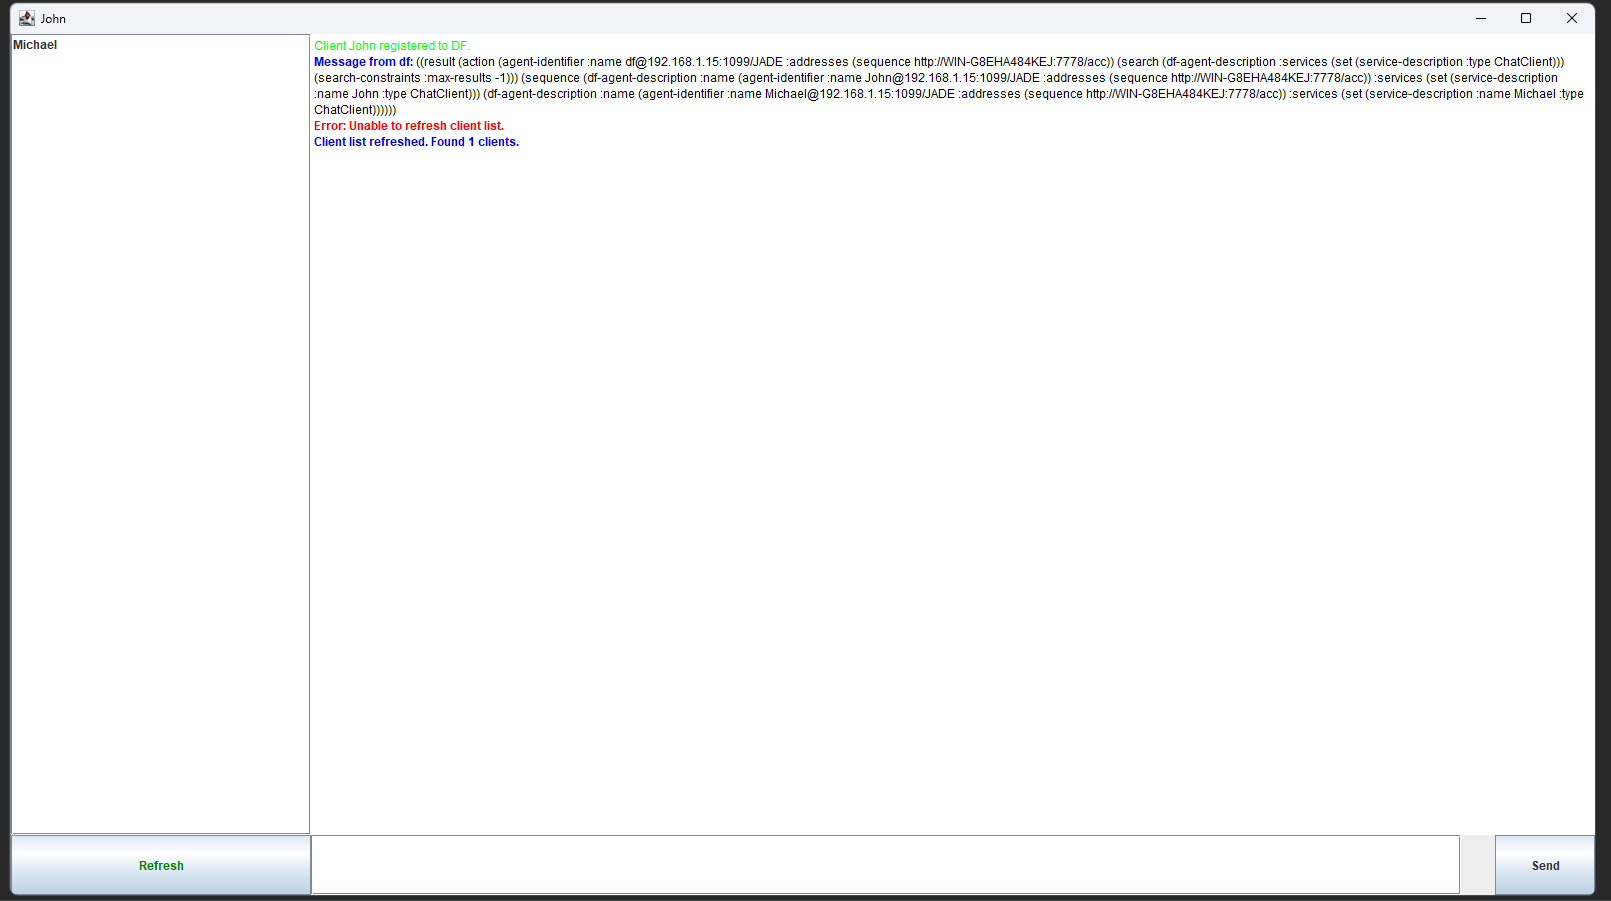 John
Michael
Client John registered to DF.
Message from df: ((result (action (agent-identifier :name df@192.168.1.15:1099/JADE :addresses (sequence http://WIN-G8EHA484KEJ:7778/acc)) (search (df-agent-description :services (set (service-description :type ChatClient)))
(search-constraints :max-results -1))) (sequence (df-agent-description :name (agent-identifier :name John@192.168.1.15:1099/JADE :addresses (sequence http://WIN-G8EHA484KEJ:7778/acc)) :services (set (service-description
:name John :type ChatClient))) (df-agent-description :name (agent-identifier :name Michael@192.168.1.15:1099/JADE :addresses (sequence http://WIN-G8EHA484KEJ:7778/acc)) :services (set (service-description :name Michael :type
ChatClient))))))
Error: Unable to refresh client list.
Client list refreshed. Found 1 clients.
Refresh
Send